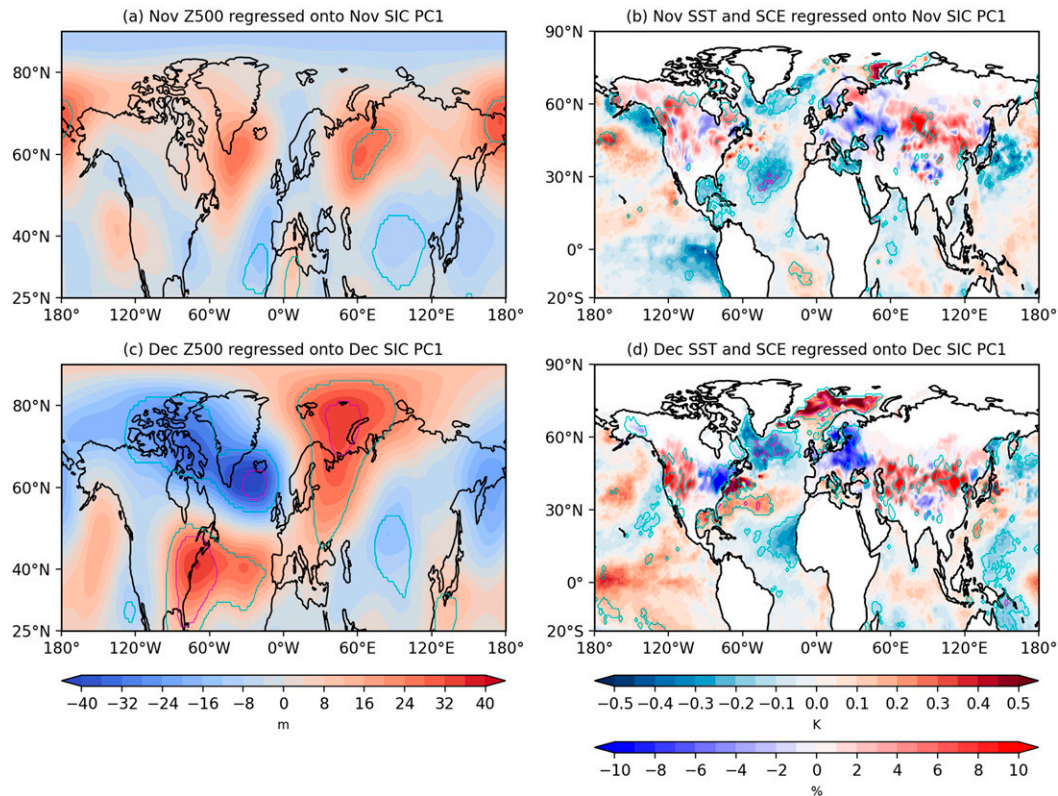 (a) Nov Z500 regressed onto Nov SIC PC1
80°N
60°N
40°N
25°N
180° 120°W 60°W 0°W 60°E 120°E 180°
(b) Nov SST and SCE regressed onto Nov SIC PC1
90°N
60°N
30°N
0°
20°S
180° 120°W 60°W 0°W 60°E 120°E 180°
(c) Dec Z500 regressed onto Dec SIC PC1
80°N
60°N
40°N
25°N
180° 120°W 60°W 0°W 60°E 120°E 180°
(d) Dec SST and SCE regressed onto Dec SIC PC1
90°N
60°N
30°N
0°
20°S
180° 120°W 60°W 0°W 60°E 120°E 180°
−40 −32 −24 −16 −8 0 8 16 24 32 40
m
−0.5 −0.4 −0.3 −0.2 −0.1 0.0 0.1 0.2 0.3 0.4 0.5
K
−10 −8 −6 −4 −2 0 2 4 6 8 10
%